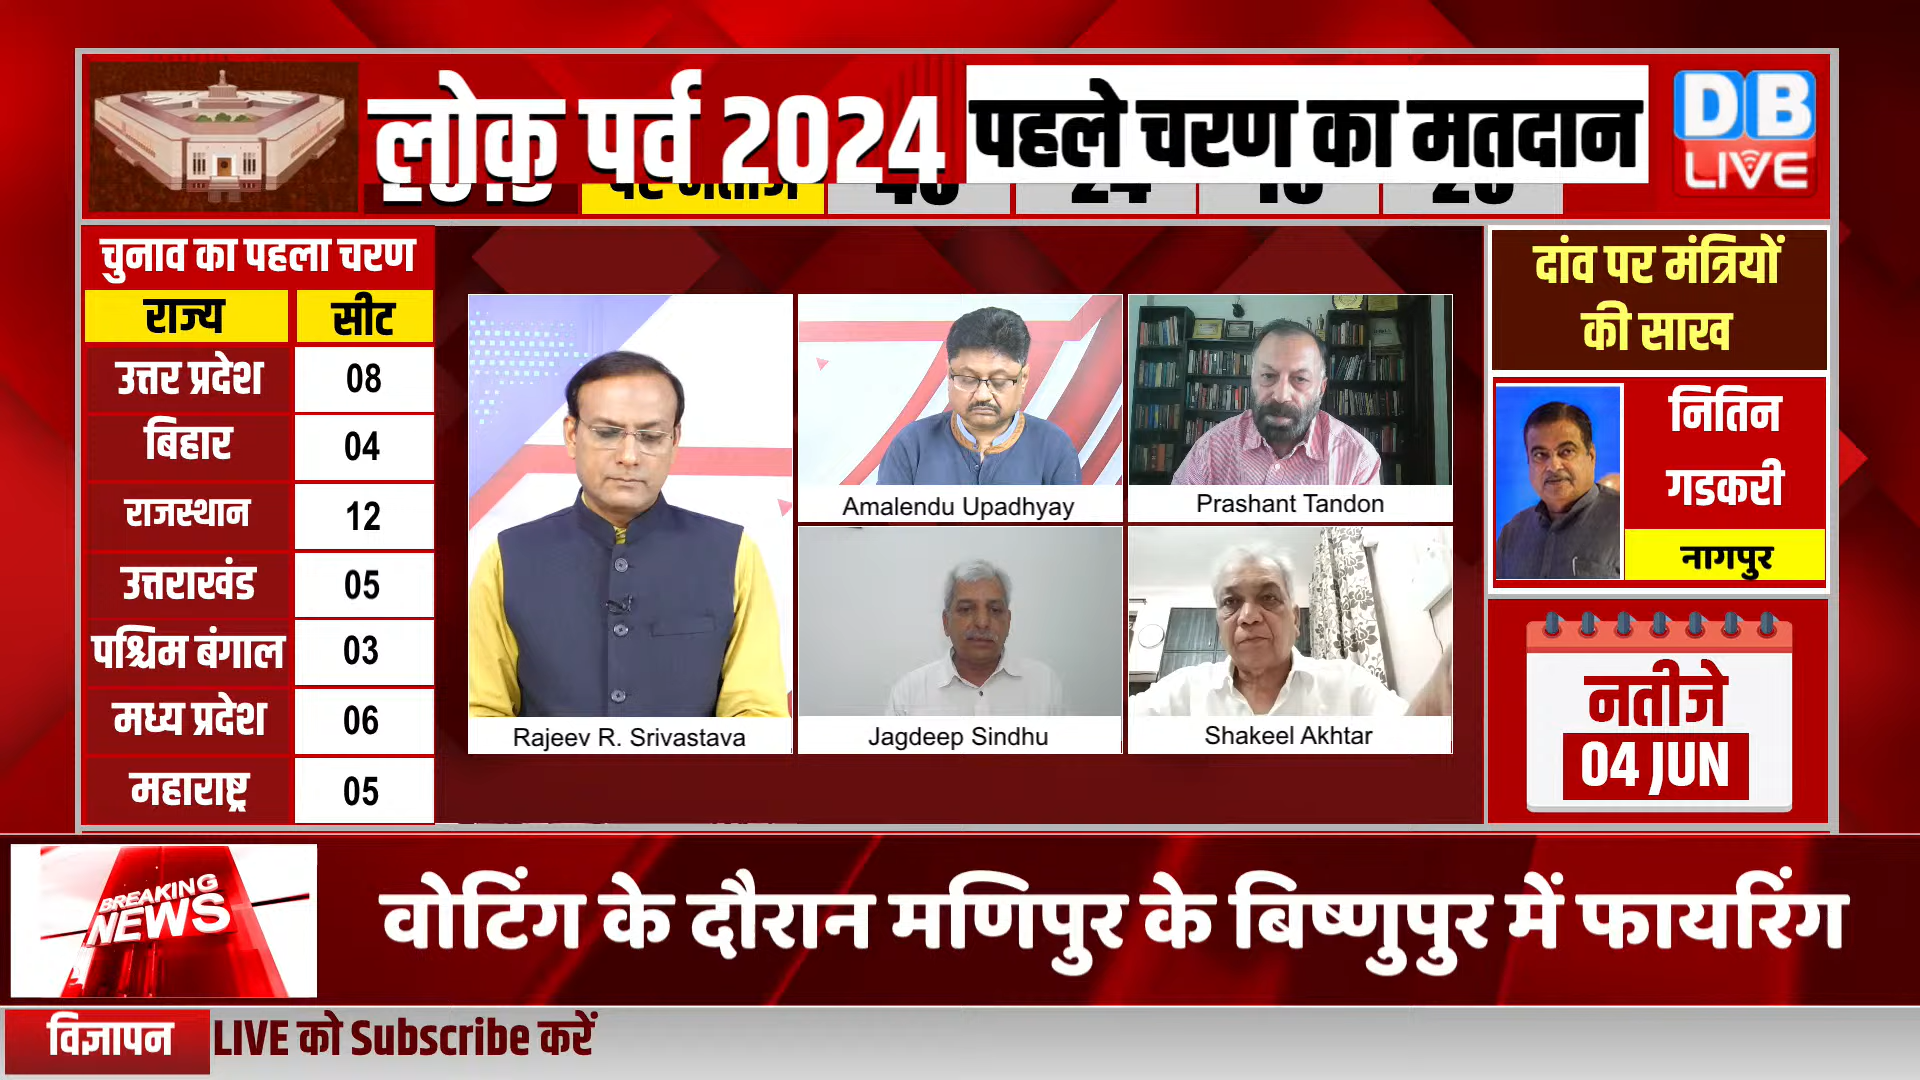 लोक़ पर्व 2024
पहले चरण का मतदान
DB
LIVE
चुनाव का पहला चरण
राज्य सीट
उत्तर प्रदेश 08
बिहार 04
राजस्थान 12
उत्तराखंड 05
पश्चिम बंगाल 03
मध्य प्रदेश 06
महाराष्ट्र 05
Amalendu Upadhyay
Prashant Tandon
Rajeev R. Srivastava
Jagdeep Sindhu
Shakeel Akhtar
दांव पर मंत्रियों
की साख
नितिन
गडकरी
नागपुर
नतीजे
04 JUN
BREAKING
NEWS
वोटिंग के दौरान मणिपुर के बिष्णुपुर में फायरिंग
विज्ञापन
LIVE को Subscribe करें